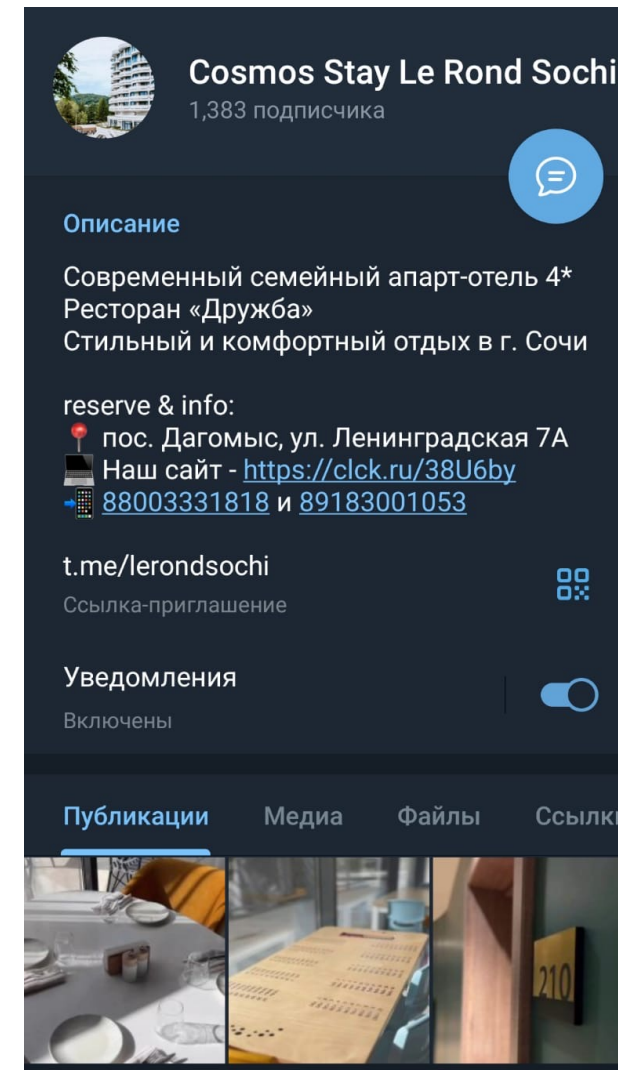 Cosmos Stay Le Rond Sochi
1,383 подписчика
Описание
Современный семейный апарт-отель 4*
Ресторан «Дружба»
Стильный и комфортный отдых в г. Сочи
reserve & info:
📍 пос. Дагомыс, ул. Ленинградская 7А
💻 Наш сайт - https://clck.ru/38U6by
📲 88003331818 и 89183001053
t.me/lerondsochi
Ссылка-приглашение
Уведомления
Включены
Публикации Медиа Файлы Ссылки
210